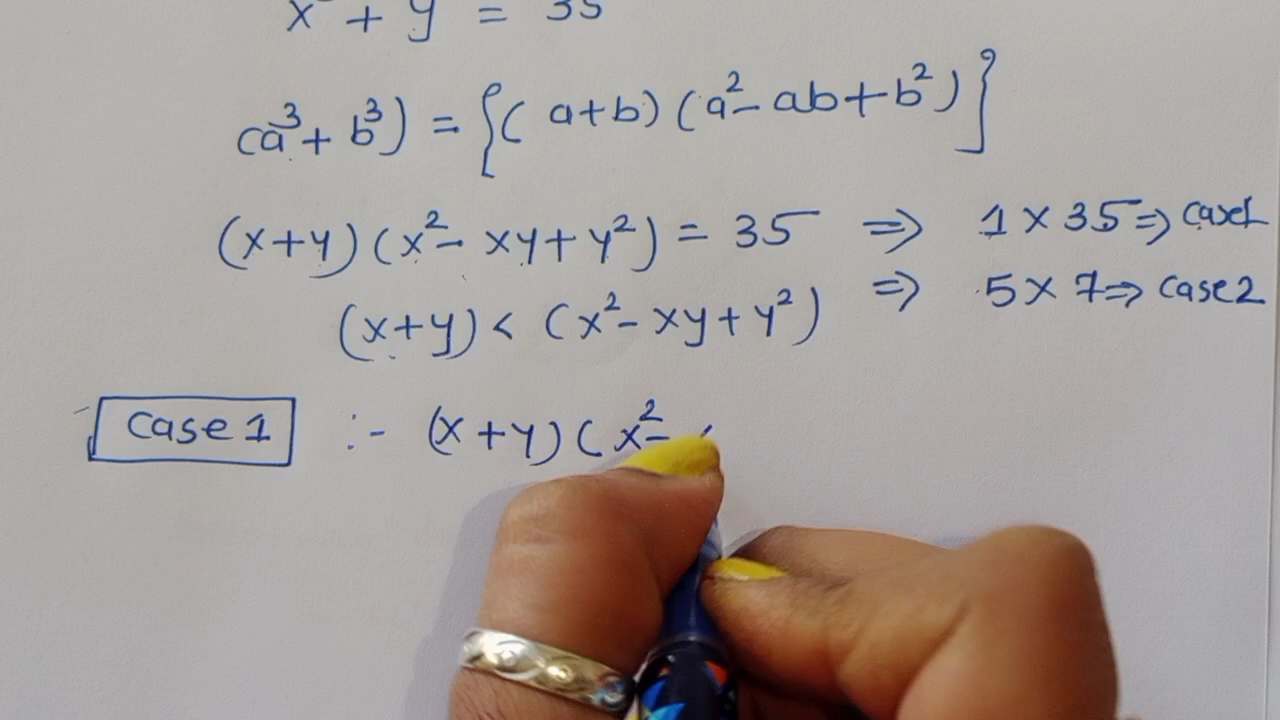 x + y = 35
(a³ + b³) = {( a+b) (a² - ab + b²)}
(x+y) (x² - xy + y²) = 35 ⇒ 1 × 35 ⇒ case1
(x+y) < (x² - xy + y²) ⇒ 5 × 7 ⇒ case2
Case 1 :- (x + y) ( x² -